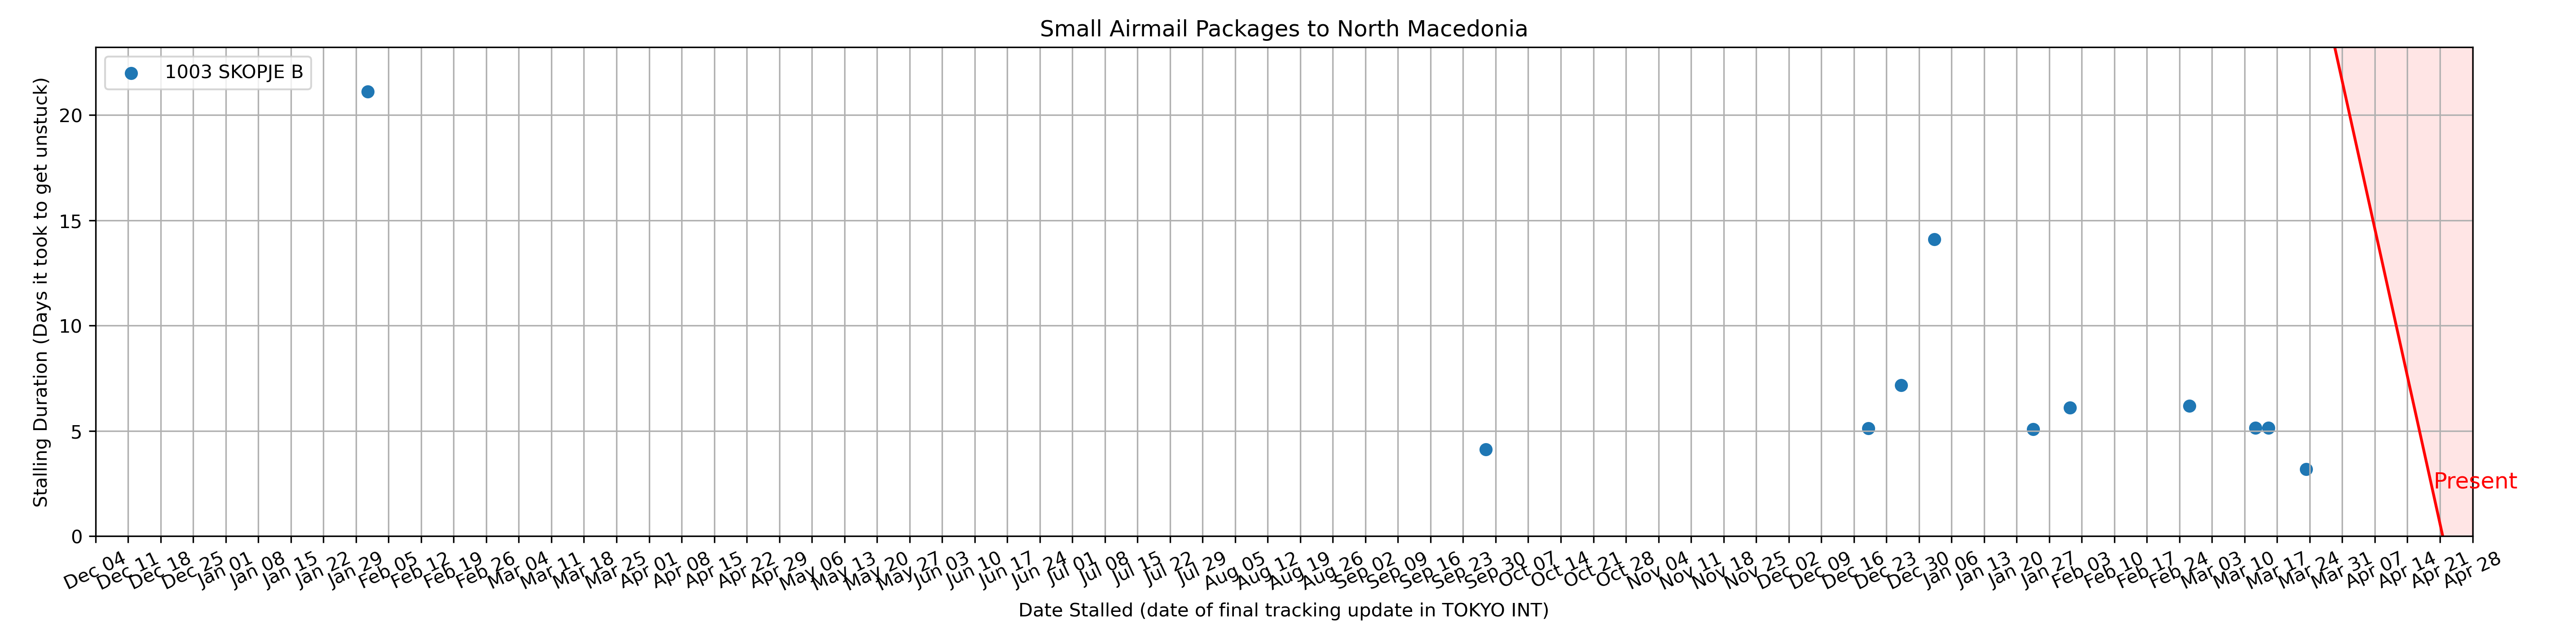 Small Airmail Packages to North Macedonia
1003 SKOPJE B
Stalling Duration (Days it took to get unstuck)
20
15
10
5
0
Present
Dec 04
Dec 11
Dec 18
Dec 25
Jan 01
Jan 08
Jan 15
Jan 22
Jan 29
Feb 05
Feb 12
Feb 19
Feb 26
Mar 04
Mar 11
Mar 18
Mar 25
Apr 01
Apr 08
Apr 15
Apr 22
Apr 29
May 06
May 13
May 20
May 27
Jun 03
Jun 10
Jun 17
Jun 24
Jul 01
Jul 08
Jul 15
Jul 22
Jul 29
Aug 05
Aug 12
Aug 19
Aug 26
Sep 02
Sep 09
Sep 16
Sep 23
Sep 30
Oct 07
Oct 14
Oct 21
Oct 28
Nov 04
Nov 11
Nov 18
Nov 25
Dec 02
Dec 09
Dec 16
Dec 23
Dec 30
Jan 06
Jan 13
Jan 20
Jan 27
Feb 03
Feb 10
Feb 17
Feb 24
Mar 03
Mar 10
Mar 17
Mar 24
Mar 31
Apr 07
Apr 14
Apr 21
Apr 28
Date Stalled (date of final tracking update in TOKYO INT)